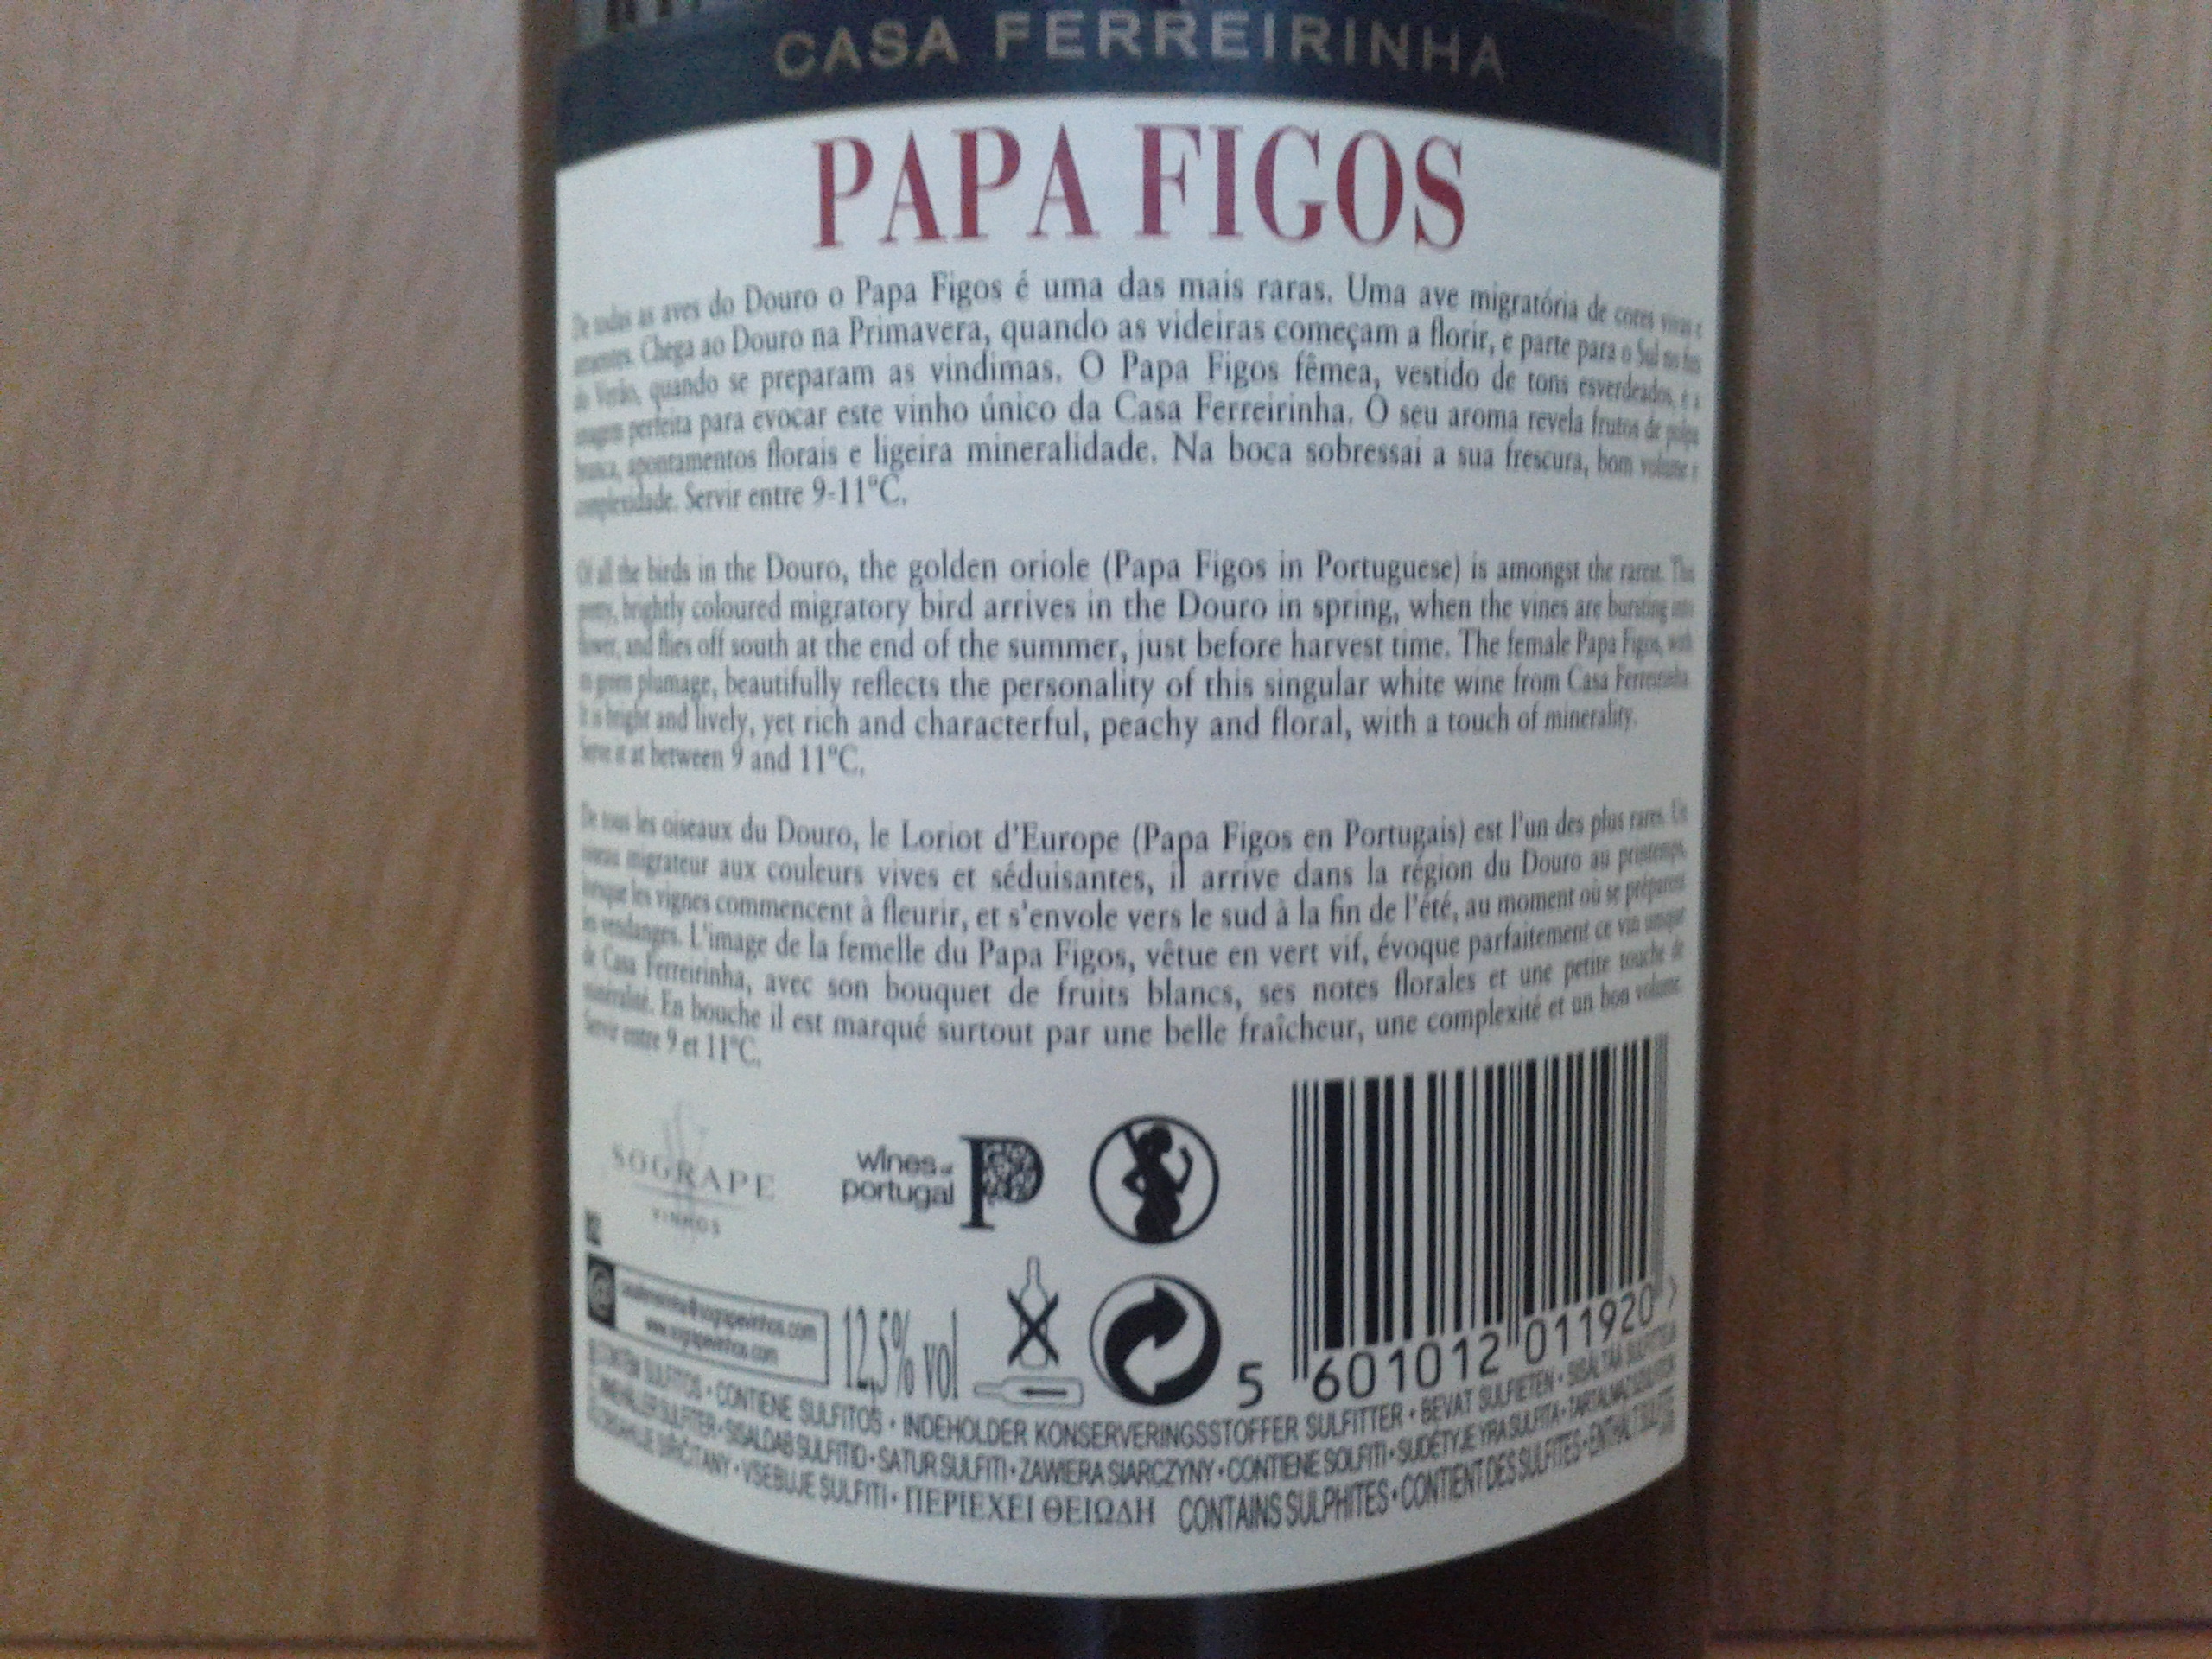 CASA FERREIRINHA
PAPA FIGOS
De todas as aves do Douro o Papa Figos é uma das mais raras. Uma ave migratória de cores vivas e
Chega ao Douro na Primavera, quando as videiras começam a florir, e parte para o Sul no fim
do Verão, quando se preparam as vindimas. O Papa Figos fêmea, vestido de tons esverdeados, é a
imagem perfeita para evocar este vinho único da Casa Ferreirinha. O seu aroma revela frutos de polpa
branca, apontamentos florais e ligeira mineralidade. Na boca sobressai a sua frescura, bom volume e
complexidade. Servir entre 9-11°C.
Of all the birds in the Douro, the golden oriole (Papa Figos in Portuguese) is amongst the rarest. This
pretty, brightly coloured migratory bird arrives in the Douro in spring, when the vines are bursting into
flower, and flies off south at the end of the summer, just before harvest time. The female Papa Figos, with
its green plumage, beautifully reflects the personality of this singular white wine from Casa Ferreirinha.
It is bright and lively, yet rich and characterful, peachy and floral, with a touch of minerality.
Serve it at between 9 and 11°C.
De tous les oiseaux du Douro, le Loriot d'Europe (Papa Figos en Portugais) est l'un des plus rares. Un
oiseau migrateur aux couleurs vives et séduisantes, il arrive dans la région du Douro au printemps,
lorsque les vignes commencent à fleurir, et s'envole vers le sud à la fin de l'été, au moment où se préparent
les vendanges. L'image de la femelle du Papa Figos, vêtue en vert vif, évoque parfaitement ce vin unique
de Casa Ferreirinha, avec son bouquet de fruits blancs, ses notes florales et une petite touche de
minéralité. En bouche il est marqué surtout par une belle fraîcheur, une complexité et un bon volume.
Servir entre 9 et 11°C.
SOGRAPE
VINHOS
wines of
portugal
P
@
www.sograpevinhos.com
12,5% vol
5 601012 011920 >
CONTÉM SULFITOS • CONTIENE SULFITOS • INDEHOLDER KONSERVERINGSSTOFFER SULFITTER • BEVAT SULFIETEN • SISÄLTÄÄ SULFIITTEJA
INNEHÅLLER SULFITER • SISALDAB SULFITID • SATUR SULFITI • ZAWIERA SIARCZYNY • CONTIENE SOLFITI • SUDĖTYJE YRA SULFITA • TARTALMAZ
OBSAHUJE SIŘIČITANY • VSEBUJE SULFITI • ΠΕΡΙΕΧΕΙ ΘΕΙΩΔΗ CONTAINS SULPHITES • CONTIENT DES SULFITES • ENTHÄLT SULFITE